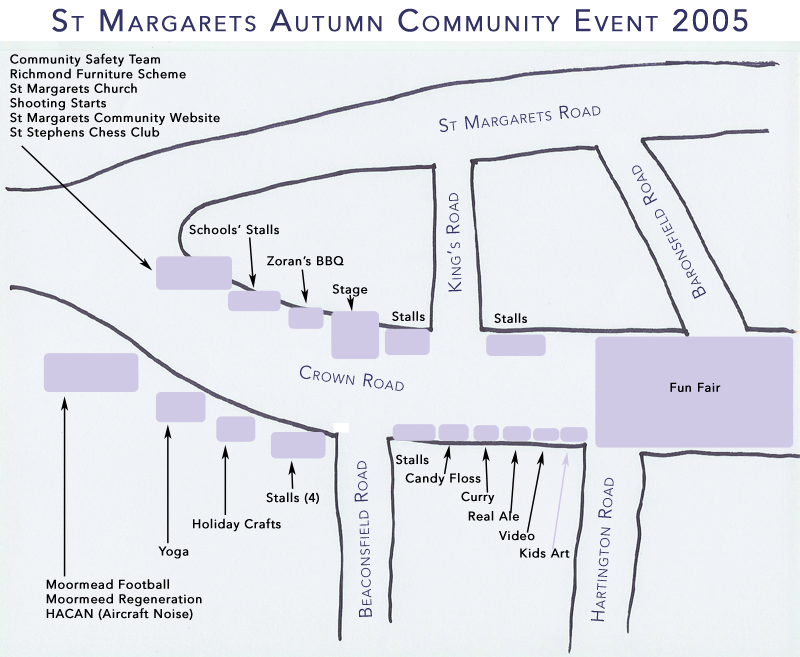 St Margarets Autumn Community Event 2005
Community Safety Team
Richmond Furniture Scheme
St Margarets Church
Shooting Starts
St Margarets Community Website
St Stephens Chess Club
St Margarets Road
Baronsfield Road
King's Road
Schools' Stalls
Zoran's BBQ
Stage
Stalls
Stalls
Crown Road
Fun Fair
Stalls
Candy Floss
Curry
Real Ale
Video
Kids Art
Stalls (4)
Holiday Crafts
Yoga
Beaconsfield Road
Hartington Road
Moormead Football
Moormeed Regeneration
HACAN (Aircraft Noise)